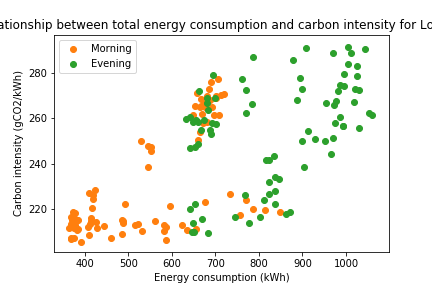 ationship between total energy consumption and carbon intensity for Lo
Morning
Evening
Carbon intensity (gCO2/kWh)
280
260
240
220
400 500 600 700 800 900 1000
Energy consumption (kWh)